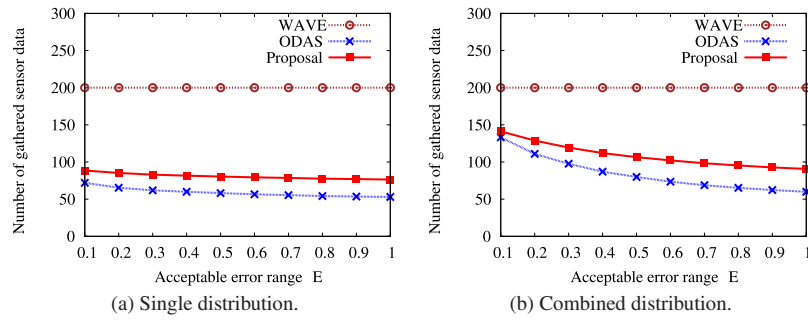 300
250
200
150
100
50
0
Number of gathered sensor data
WAVE
ODAS
Proposal
0.1 0.2 0.3 0.4 0.5 0.6 0.7 0.8 0.9 1
Acceptable error range E
(a) Single distribution.
300
250
200
150
100
50
0
Number of gathered sensor data
WAVE
ODAS
Proposal
0.1 0.2 0.3 0.4 0.5 0.6 0.7 0.8 0.9 1
Acceptable error range E
(b) Combined distribution.